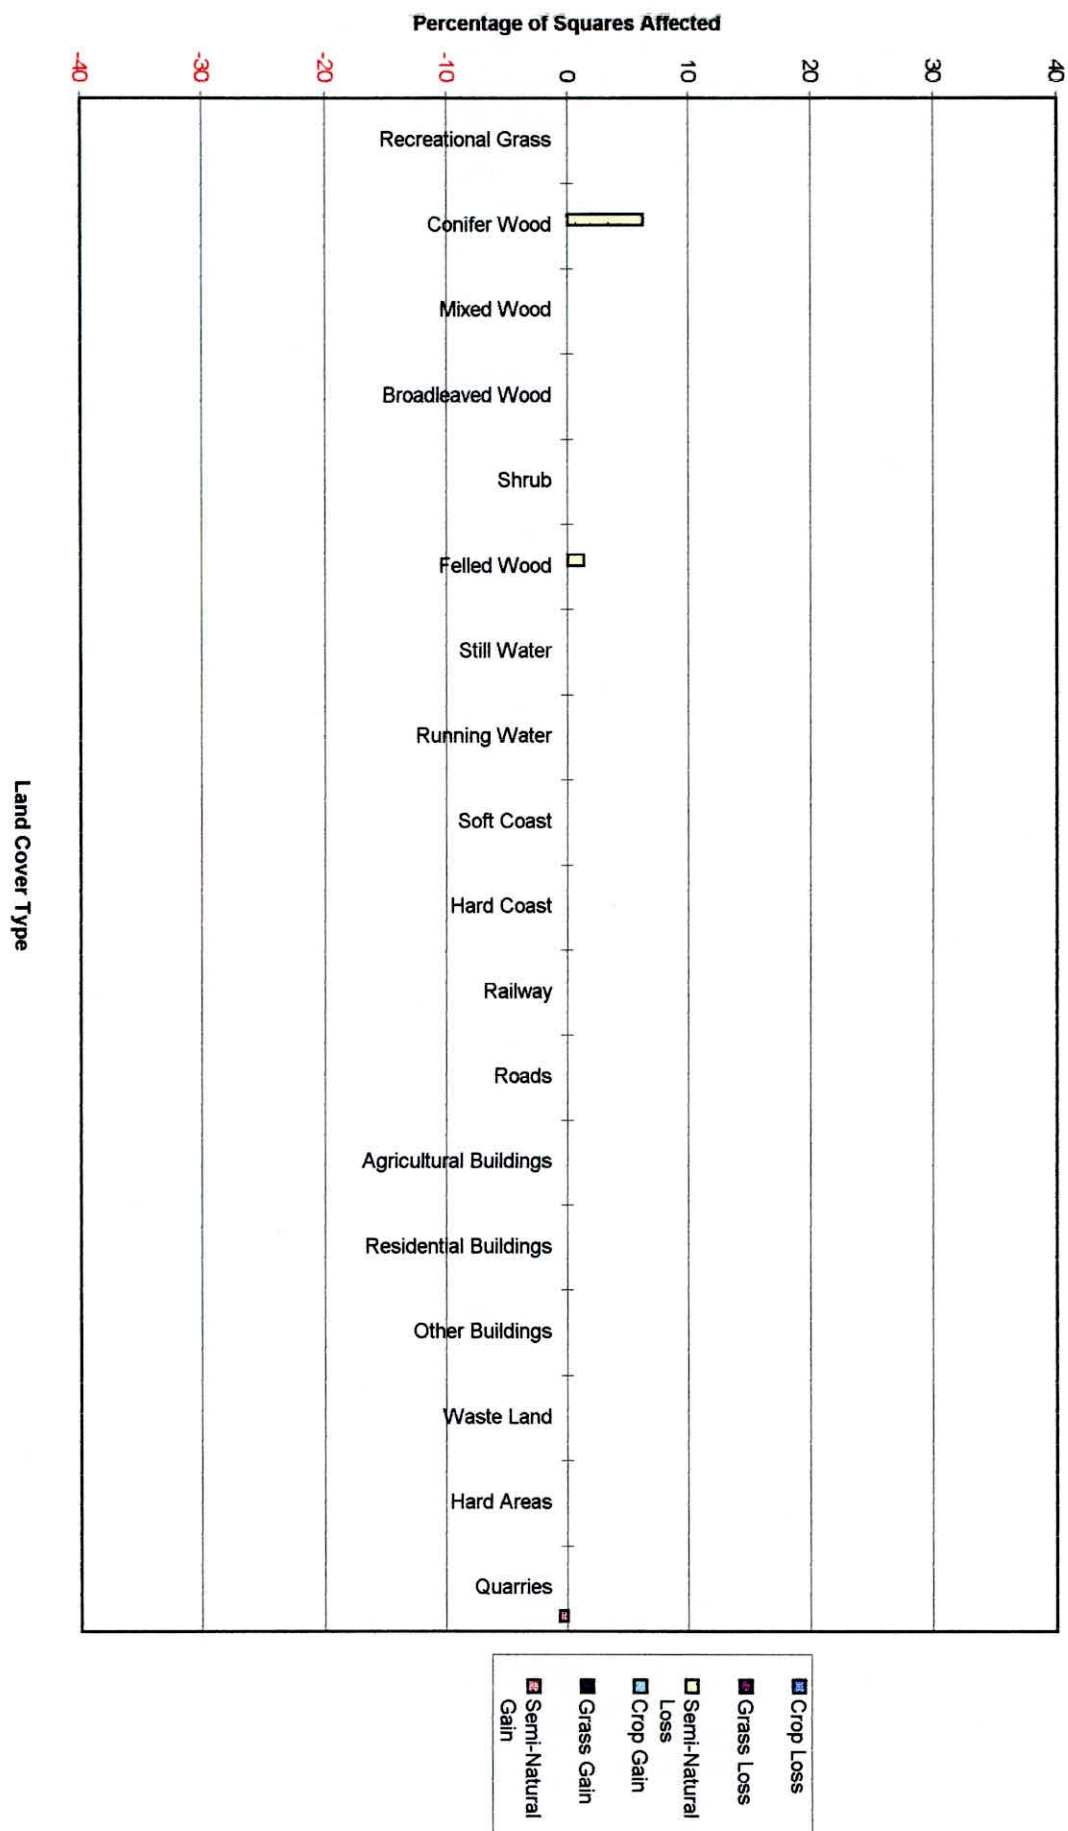 Percentage of Squares Affected
-40
-30
-20
-10
0
10
20
30
40
Recreational Grass
Conifer Wood
Mixed Wood
Broadleaved Wood
Shrub
Felled Wood
Still Water
Running Water
Soft Coast
Hard Coast
Railway
Roads
Agricultural Buildings
Residential Buildings
Other Buildings
Waste Land
Hard Areas
Quarries
Land Cover Type
Crop Loss
Grass Loss
Semi-Natural
Loss
Crop Gain
Grass Gain
Semi-Natural
Gain